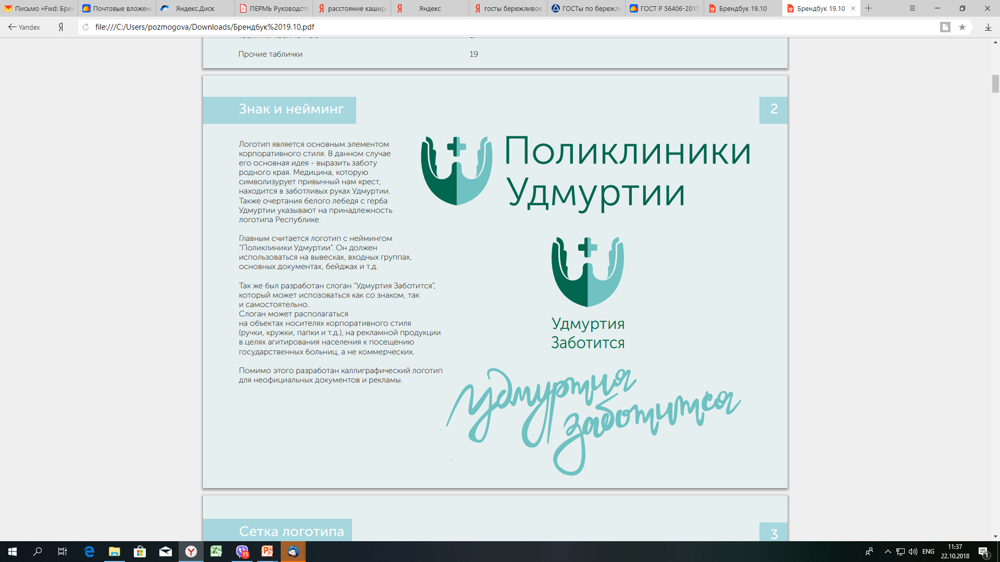 Письмо «Fwd: Брен
Почтовые вложени
Яндекс.Диск
ПЕРМЬ Руководств
расстояние кашир
Яндекс
госты бережливое
ГОСТы по бережли
ГОСТ Р 56406-2015
Брендбук 19.10
Брендбук 19.10
Yandex
Я
file:///C:/Users/pozmogova/Downloads/Брендбук%2019.10.pdf
Прочие таблички 19
Знак и нейминг
2
Логотип является основным элементом
корпоративного стиля. В данном случае
его основная идея - выразить заботу
родного края. Медицина, которую
символизурует привычный нам крест,
находится в заботливых руках Удмуртии.
Также очертания белого лебедя с герба
Удмуртии указывают на принадлежность
логотипа Республике.
Главным считается логотип с неймингом
“Поликлиники Удмуртии”. Он должен
использоваться на вывесках, входных группах,
основных документах, бейджах и т.д.
Так же был разработан слоган “Удмуртия Заботится”,
который может испозоваться как со знаком, так
и самостоятельно.
Слоган может располагаться
на объектах носителях корпоративного стиля
(ручки, кружки, папки и т.д.), на рекламной продукции
в целях агитирования населения к посещению
государственных больниц, а не коммерческих.
Помимо этого разработан каллиграфический логотип
для неофициальных документов и рекламы.
Поликлиники
Удмуртии
Удмуртия
Заботится
удмуртия
заботится
Сетка логотипа
3
15
ENG
11:37
22.10.2018
1